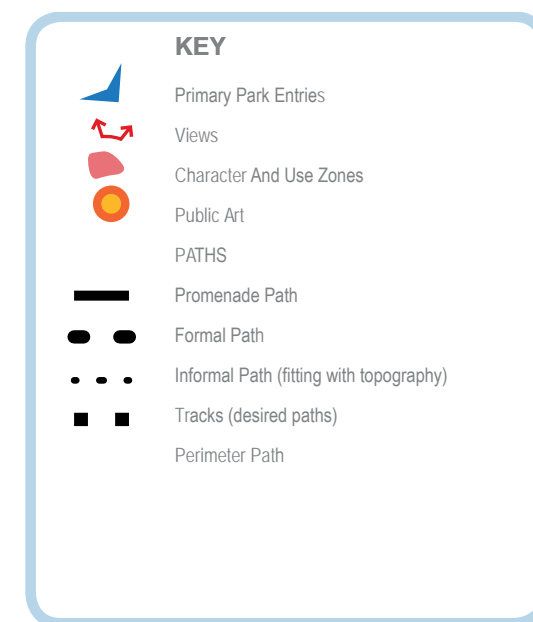 KEY
Primary Park Entries
Views
Character And Use Zones
Public Art
PATHS
Promenade Path
Formal Path
Informal Path (fitting with topography)
Tracks (desired paths)
Perimeter Path